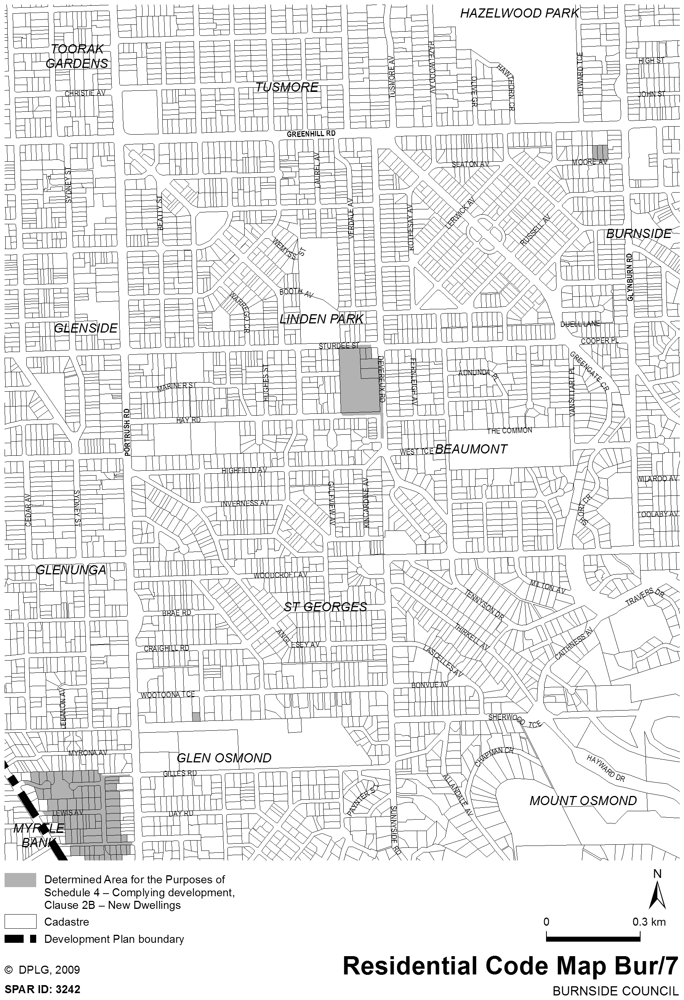 HAZELWOOD PARK
TOORAK
GARDENS
TUSMORE
CHRISTIE AV
TUSMORE AV
HAZELWOOD AV
OLIVE GR
HAWTHORN CR
HOWARD TCE
HIGH ST
JOHN ST
GREENHILL RD
SYDNEY ST
BEATTY ST
LAUREL AV
VERDALE AV
ROTHESAY AV
SEATON AV
MOORE AV
LERWICK AV
RUSSELL AV
BURNSIDE
WEMYSS ST
GLYNBURN RD
BOOTH AV
WARREGO CR
LINDEN PARK
GLENSIDE
DUELL LANE
COOPER PL
STURDEE ST
DEVEREUX RD
FERNLEIGH AV
ADNUNDA PL
VANSITTART PL
GREENGATE CR
HUGHES ST
MARINER ST
PORTRUSH RD
HAY RD
THE COMMON
WEST TCE
BEAUMONT
HIGHFIELD AV
WILAROO AV
CEDAR AV
SYDNEY ST
INVERNESS AV
GULFVIEW AV
KINCARDINE AV
HORT CR
HS
TOOLABY AV
GLENUNGA
WOODCROFT AV
MILTON AV
TENNYSON DR
TRAVERS DR
ST GEORGES
BRAE RD
THIRKELL AV
ANGLESEY AV
CRAIGHILL RD
LASCELLES AV
CAITHNESS AV
BONVUE AV
LEBANON AV
WOOTOONA TCE
SHERWOOD TCE
MYRONA AV
GLEN OSMOND
CHAPMAN CR
HAYWARD DR
GILLES RD
ALLANDALE AV
PAYNTER ST
MOUNT OSMOND
LEWIS AV
DAY RD
SUNNYSIDE RD
MYRTLE
BANK
Determined Area for the Purposes of
Schedule 4 – Complying development,
Clause 2B – New Dwellings
Cadastre
Development Plan boundary
N
0 0.3 km
Residential Code Map Bur/7
© DPLG, 2009
SPAR ID: 3242
BURNSIDE COUNCIL